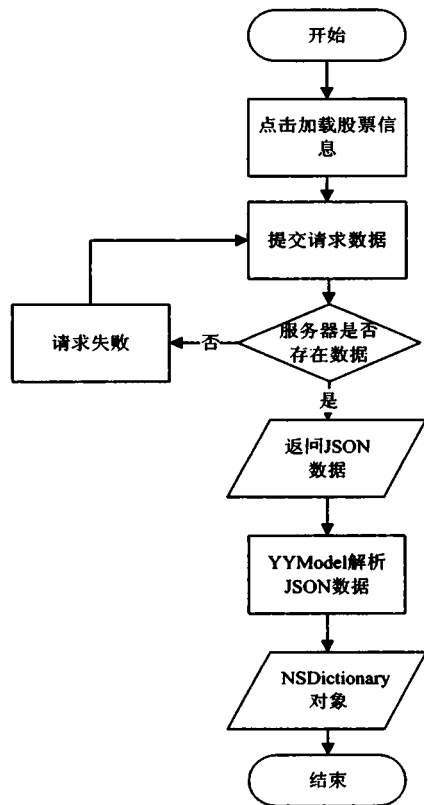 开始
点击加载股票信
息
提交请求数据
服务器是否
存在数据
请求失败
否
是
返回JSON
数据
YYModel解析
JSON数据
NSDictionary
对象
结束